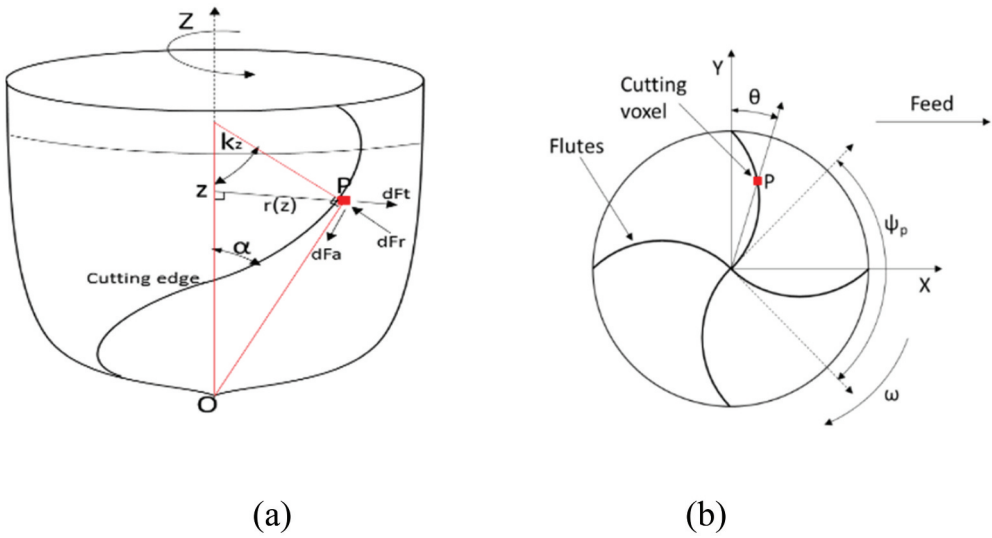 Z
kz
P
z
r(z)
dFt
dFr
dFa
α
Cutting edge
O
Y
θ
Cutting
voxel
Feed
Flutes
P
ψp
X
ω
(a)
(b)